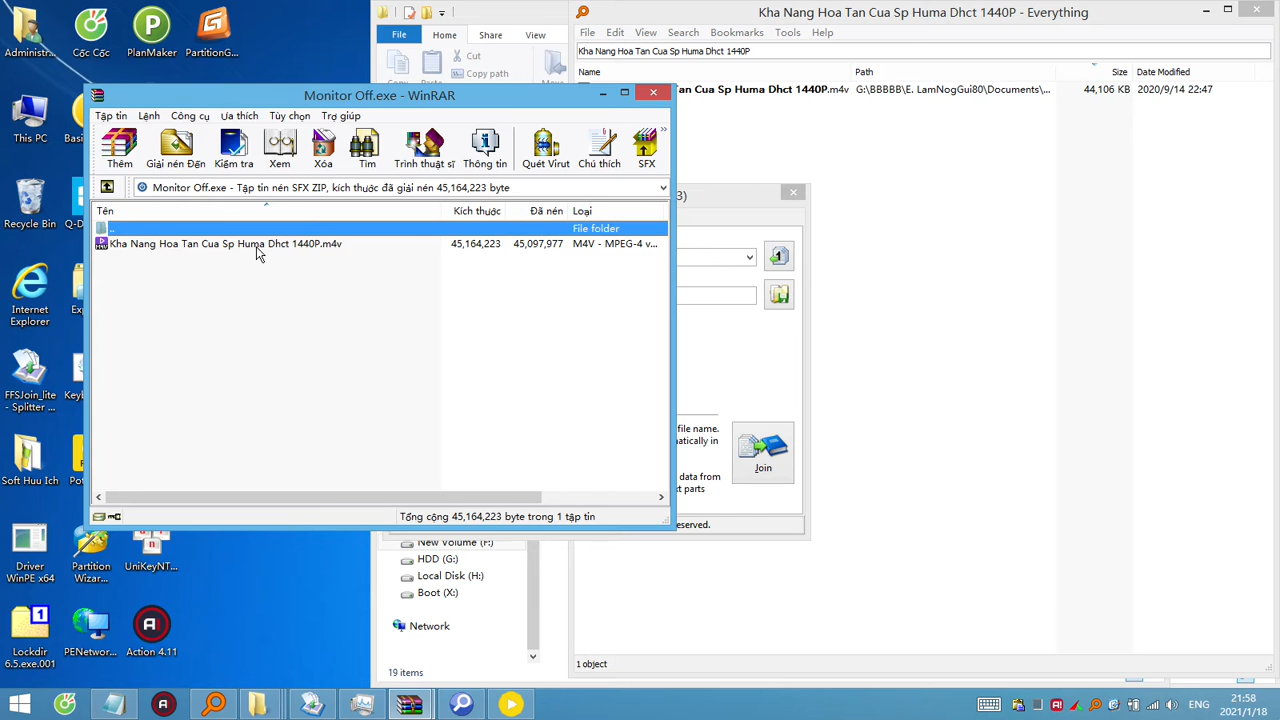 Administr...
Cốc Cốc
PlanMaker
PartitionG...
This PC
Recycle Bin
Internet
Explorer
FFSJoin_lite
- Splitter ...
Soft Huu Ich
Driver
WinPE x64
Partition
Wizar...
UniKeyNT...
Lockdir
6.5.exe.001
PENetwor...
Action 4.11
File
Home
Share
View
Cut
Copy path
Kha Nang Hoa Tan Cua Sp Huma Dhct 1440P - Everything
File Edit View Search Bookmarks Tools Help
Kha Nang Hoa Tan Cua Sp Huma Dhct 1440P
Name Path Size Date Modified
Tan Cua Sp Huma Dhct 1440P.m4v G:\BBBBB\E. LamNogGui80\Documents\... 44,106 KB 2020/9/14 22:47
Monitor Off.exe - WinRAR
Tập tin Lệnh Công cụ Ưa thích Tùy chọn Trợ giúp
Thêm Giải nén Đến Kiểm tra Xem Xóa Tìm Trình thuật sĩ Thông tin Quét Virut Chú thích SFX
Monitor Off.exe - Tập tin nén SFX ZIP, kích thước đã giải nén 45,164,223 byte
Tên Kích thước Đã nén Loại
.. File folder
Kha Nang Hoa Tan Cua Sp Huma Dhct 1440P.m4v 45,164,223 45,097,977 M4V - MPEG-4 v...
Tổng cộng 45,164,223 byte trong 1 tập tin
3)
file name.
matically in
data from
xt parts
Join
reserved.
New Volume (F:)
HDD (G:)
Local Disk (H:)
Boot (X:)
Network
19 items
1 object
ENG
21:58
2021/1/18